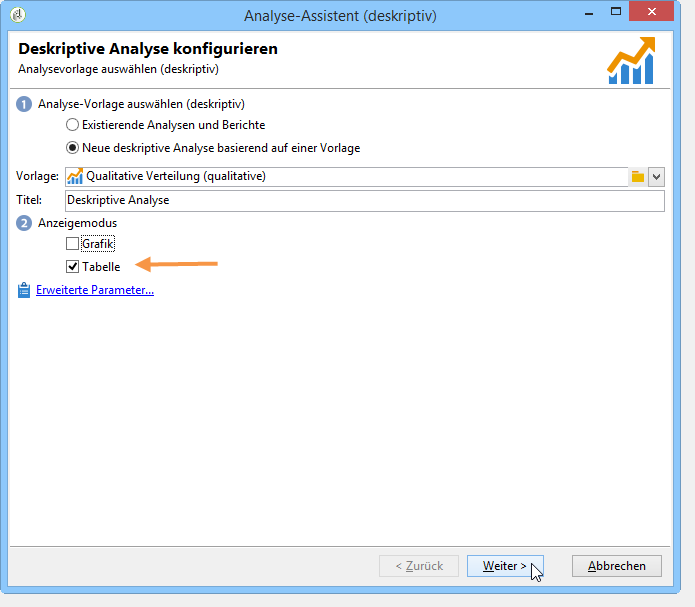 Analyse-Assistent (deskriptiv)
Deskriptive Analyse konfigurieren
Analysevorlage auswählen (deskriptiv)
1 Analyse-Vorlage auswählen (deskriptiv)
Existierende Analysen und Berichte
Neue deskriptive Analyse basierend auf einer Vorlage
Vorlage: Qualitative Verteilung (qualitative)
Titel: Deskriptive Analyse
2 Anzeigemodus
Grafik
Tabelle
Erweiterte Parameter...
< Zurück Weiter > Abbrechen